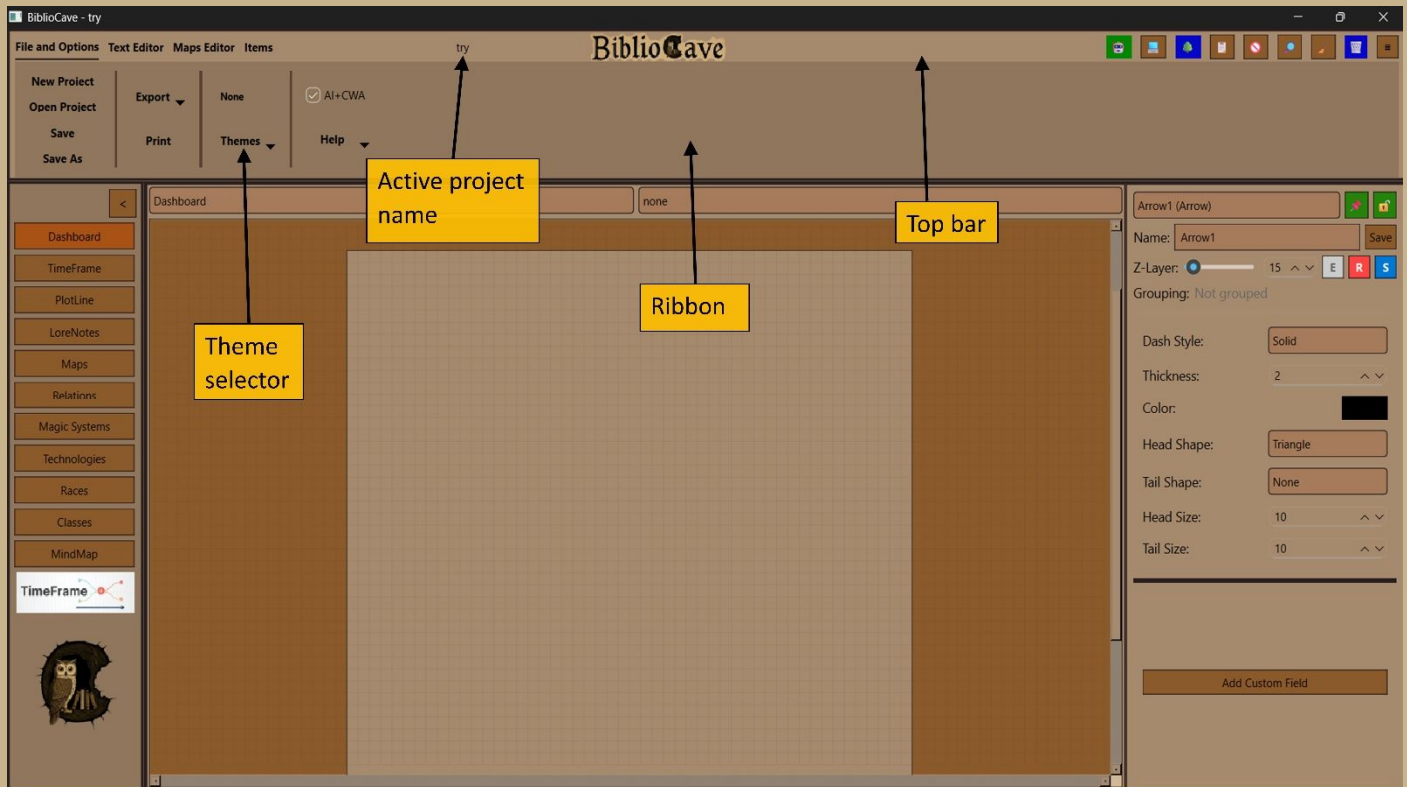 BiblioCave - try
File and Options Text Editor Maps Editor Items
try
BiblioCave
New Project
Open Project
Save
Save As
Export
Print
None
Themes
AI+CWA
Help
Active project
name
Top bar
Ribbon
Theme
selector
<
Dashboard
TimeFrame
PlotLine
LoreNotes
Maps
Relations
Magic Systems
Technologies
Races
Classes
MindMap
TimeFrame
Dashboard
none
Arrow1 (Arrow)
Name: Arrow1 Save
Z-Layer: 15 E R S
Grouping: Not grouped
Dash Style: Solid
Thickness: 2
Color:
Head Shape: Triangle
Tail Shape: None
Head Size: 10
Tail Size: 10
Add Custom Field